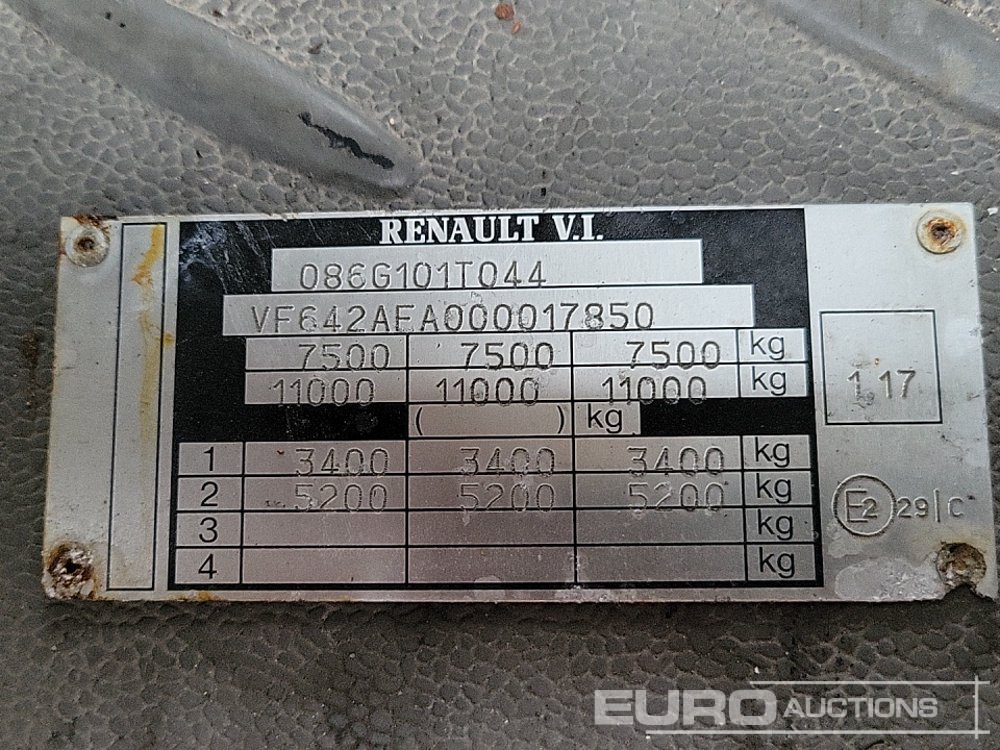 RENAULT V.I.
086G101T044
VF642AEA000017850
7500 7500 7500 kg
11000 11000 11000 kg
( ) kg
1 3400 3400 3400 kg
2 5200 5200 5200 kg
3 kg
4 kg
1,17
E2 29|C
EURO AUCTIONS